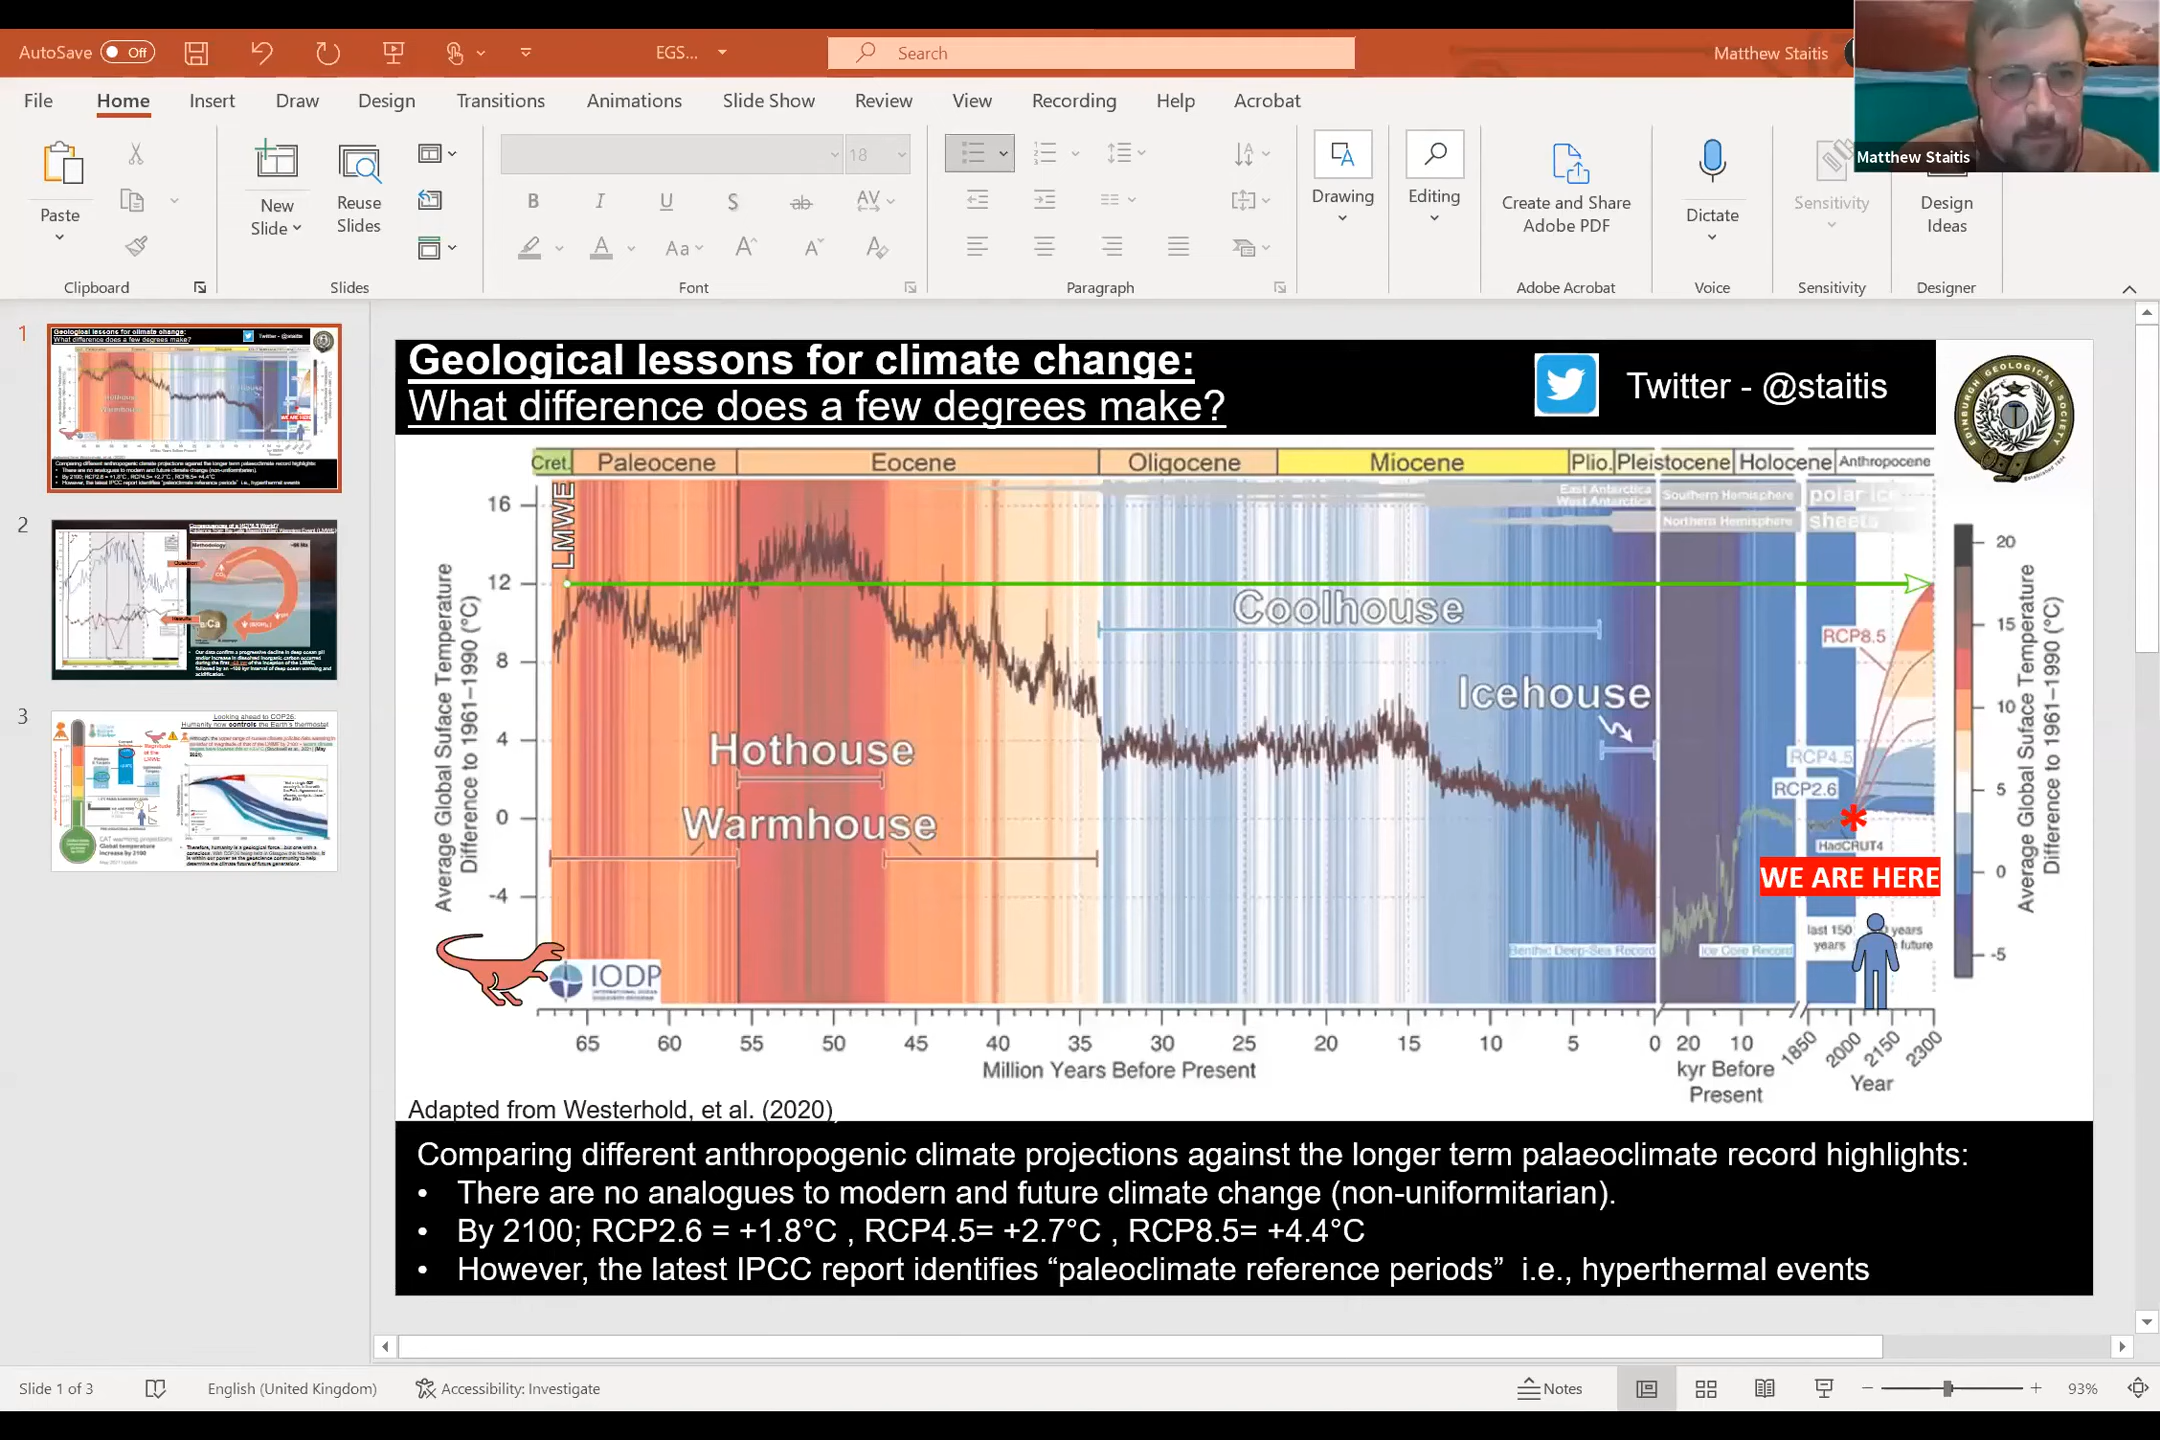 AutoSave Off
EGS...
Search
Matthew Staitis
File Home Insert Draw Design Transitions Animations Slide Show Review View Recording Help Acrobat
Matthew Staitis
Paste
New Slide
Reuse Slides
18
Drawing
Editing
Create and Share Adobe PDF
Dictate
Sensitivity
Design Ideas
Clipboard
Slides
Font
Paragraph
Adobe Acrobat
Voice
Sensitivity
Designer
1
2
3
Geological lessons for climate change:
What difference does a few degrees make?
Twitter - @staitis
EDINBURGH GEOLOGICAL SOCIETY
Cret. Paleocene Eocene Oligocene Miocene Plio. Pleistocene Holocene Anthropocene
East Antarctica
West Antarctica
Southern Hemisphere
polar ice
Northern Hemisphere
sheets
LMWE
16
12
8
4
0
-4
Average Global Suface Temperature
Difference to 1961–1990 (°C)
Coolhouse
Icehouse
Hothouse
Warmhouse
RCP8.5
RCP4.5
RCP2.6
*
HadCRUT4
WE ARE HERE
last 150 years
years
future
Benthic Deep-Sea Record
Ice Core Record
IODP
20
15
10
5
0
-5
Average Global Suface Temperature
Difference to 1961–1990 (°C)
65 60 55 50 45 40 35 30 25 20 15 10 5 0 20 10 1850 2000 2150 2300
Million Years Before Present
kyr Before
Present
Year
Adapted from Westerhold, et al. (2020)
Comparing different anthropogenic climate projections against the longer term palaeoclimate record highlights:
• There are no analogues to modern and future climate change (non-uniformitarian).
• By 2100; RCP2.6 = +1.8°C , RCP4.5= +2.7°C , RCP8.5= +4.4°C
• However, the latest IPCC report identifies “paleoclimate reference periods” i.e., hyperthermal events
Slide 1 of 3
English (United Kingdom)
Accessibility: Investigate
Notes
93%